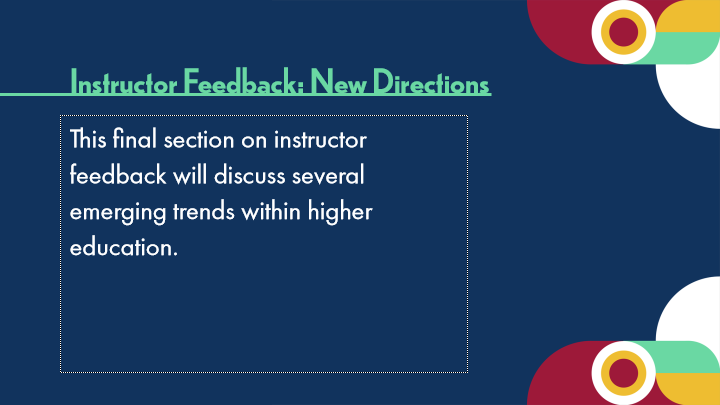 Instructor Feedback: New Directions
This final section on instructor
feedback will discuss several
emerging trends within higher
education.